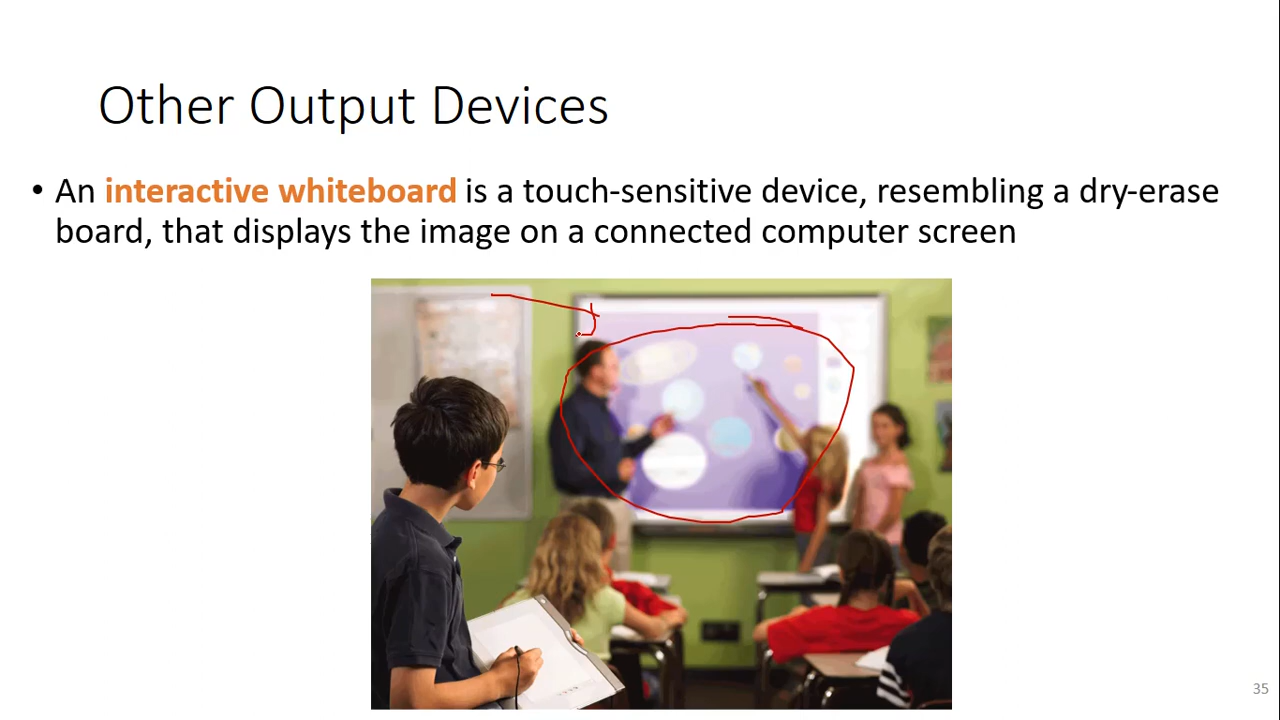 Other Output Devices
• An interactive whiteboard is a touch-sensitive device, resembling a dry-erase
board, that displays the image on a connected computer screen
35